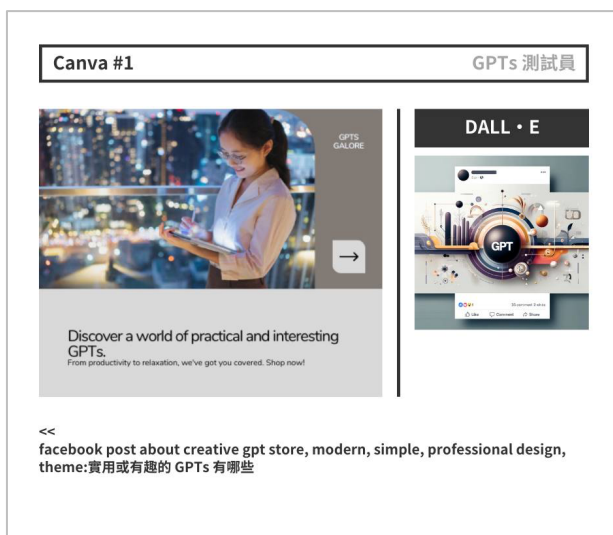 Canva #1
GPTs 測試員
GPTS
GALORE
→
Discover a world of practical and interesting
GPTs.
From productivity to relaxation, we've got you covered. Shop now!
DALL・E
GPT
Like
Comment
Share
<<
facebook post about creative gpt store, modern, simple, professional design,
theme:實用或有趣的 GPTs 有哪些